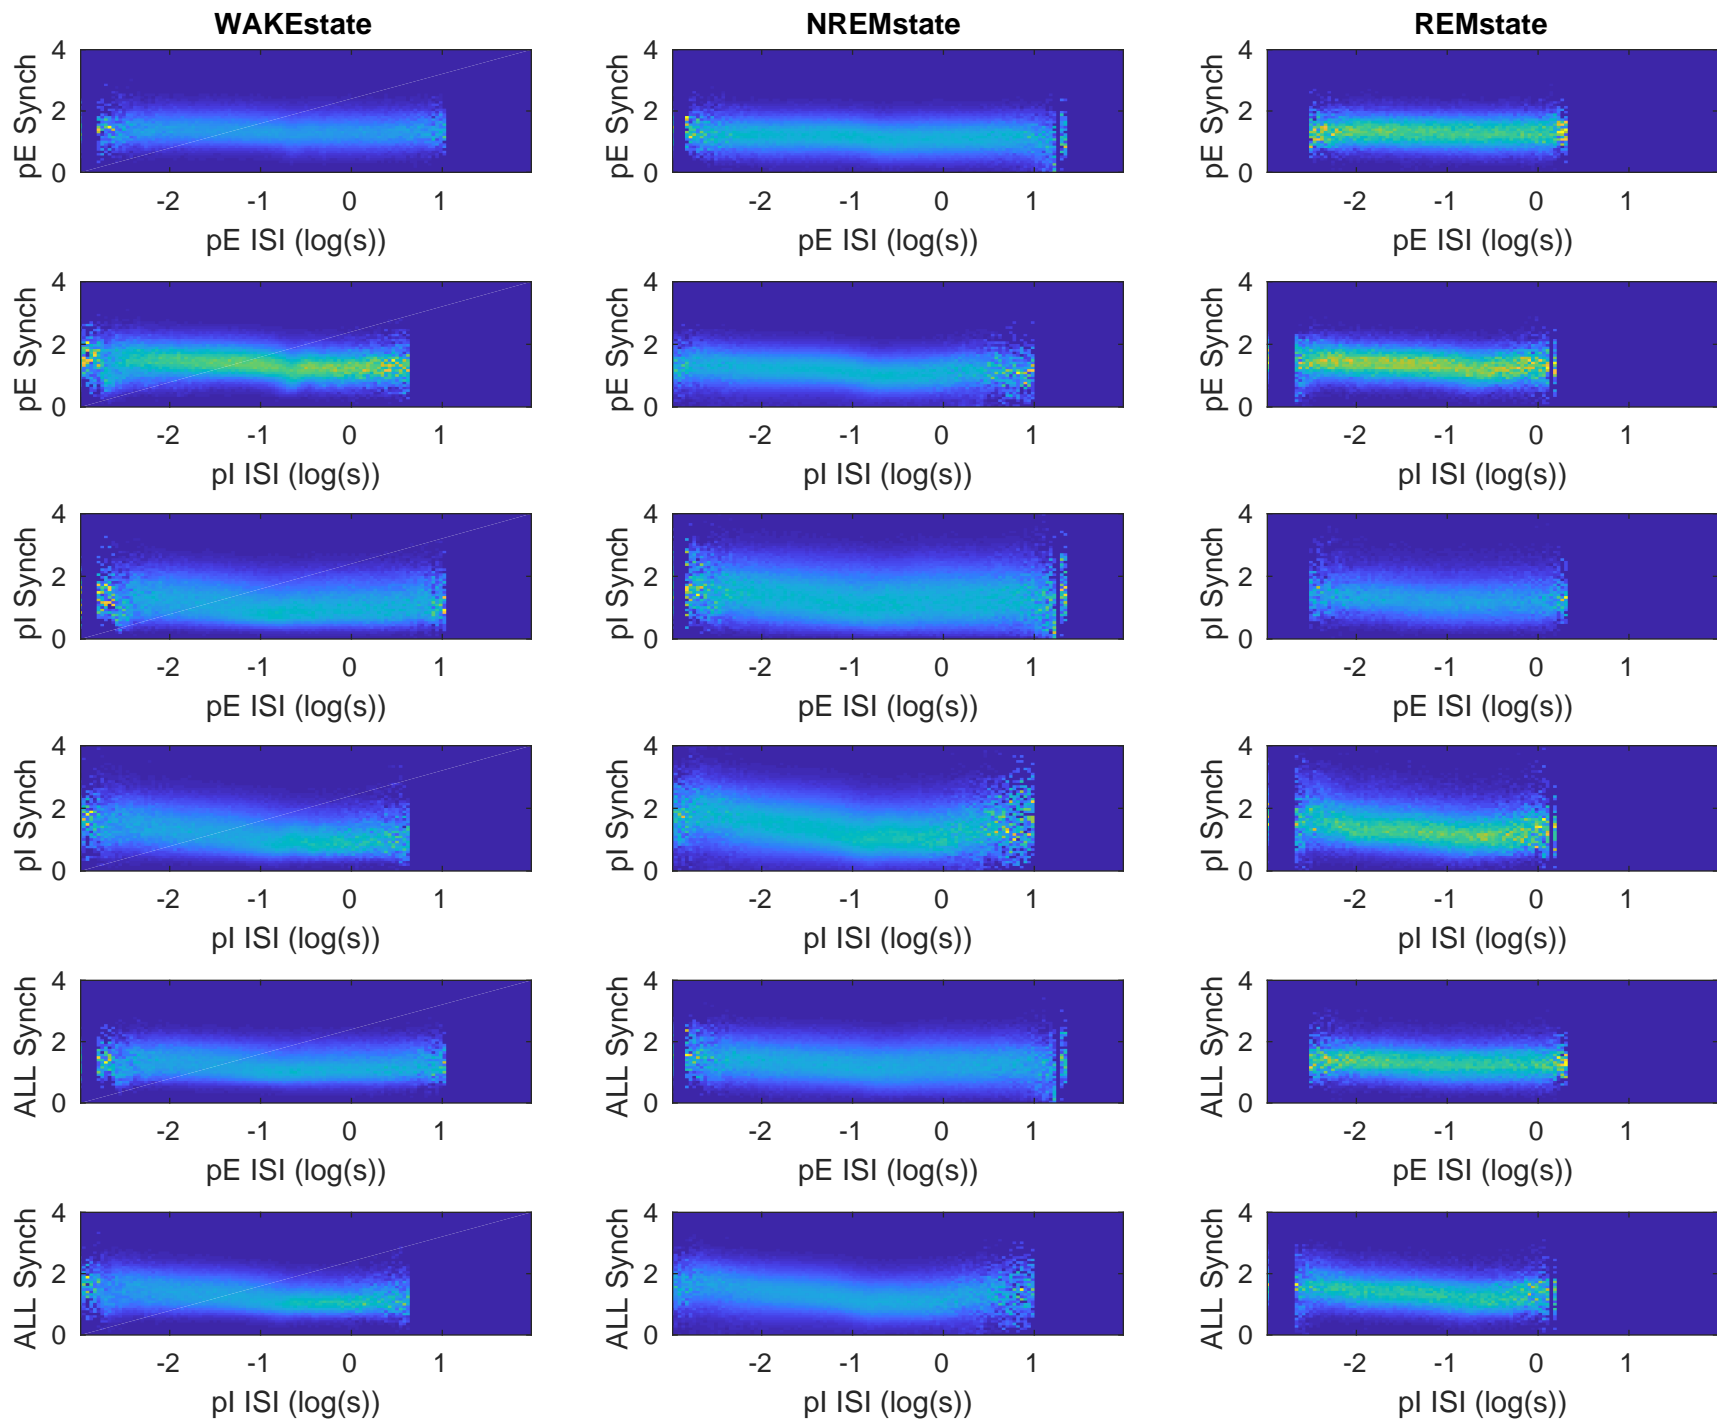 WAKEstate NREMstate REMstate
4 4 4
pE Synch pE Synch pE Synch
2 2 2
0 0 0
-2 -1 0 1 -2 -1 0 1 -2 -1 0 1
pE ISI (log(s)) pE ISI (log(s)) pE ISI (log(s))
4 4 4
pE Synch pE Synch pE Synch
2 2 2
0 0 0
-2 -1 0 1 -2 -1 0 1 -2 -1 0 1
pI ISI (log(s)) pI ISI (log(s)) pI ISI (log(s))
4 4 4
pI Synch pI Synch pI Synch
2 2 2
0 0 0
-2 -1 0 1 -2 -1 0 1 -2 -1 0 1
pE ISI (log(s)) pE ISI (log(s)) pE ISI (log(s))
4 4 4
pI Synch pI Synch pI Synch
2 2 2
0 0 0
-2 -1 0 1 -2 -1 0 1 -2 -1 0 1
pI ISI (log(s)) pI ISI (log(s)) pI ISI (log(s))
4 4 4
ALL Synch ALL Synch ALL Synch
2 2 2
0 0 0
-2 -1 0 1 -2 -1 0 1 -2 -1 0 1
pE ISI (log(s)) pE ISI (log(s)) pE ISI (log(s))
4 4 4
ALL Synch ALL Synch ALL Synch
2 2 2
0 0 0
-2 -1 0 1 -2 -1 0 1 -2 -1 0 1
pI ISI (log(s)) pI ISI (log(s)) pI ISI (log(s))